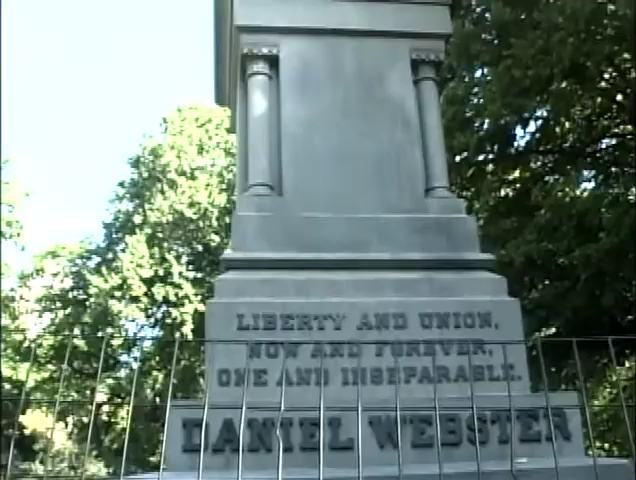 LIBERTY AND UNION,
NOW AND FOREVER,
ONE AND INSEPARABLE.
DANIEL WEBSTER